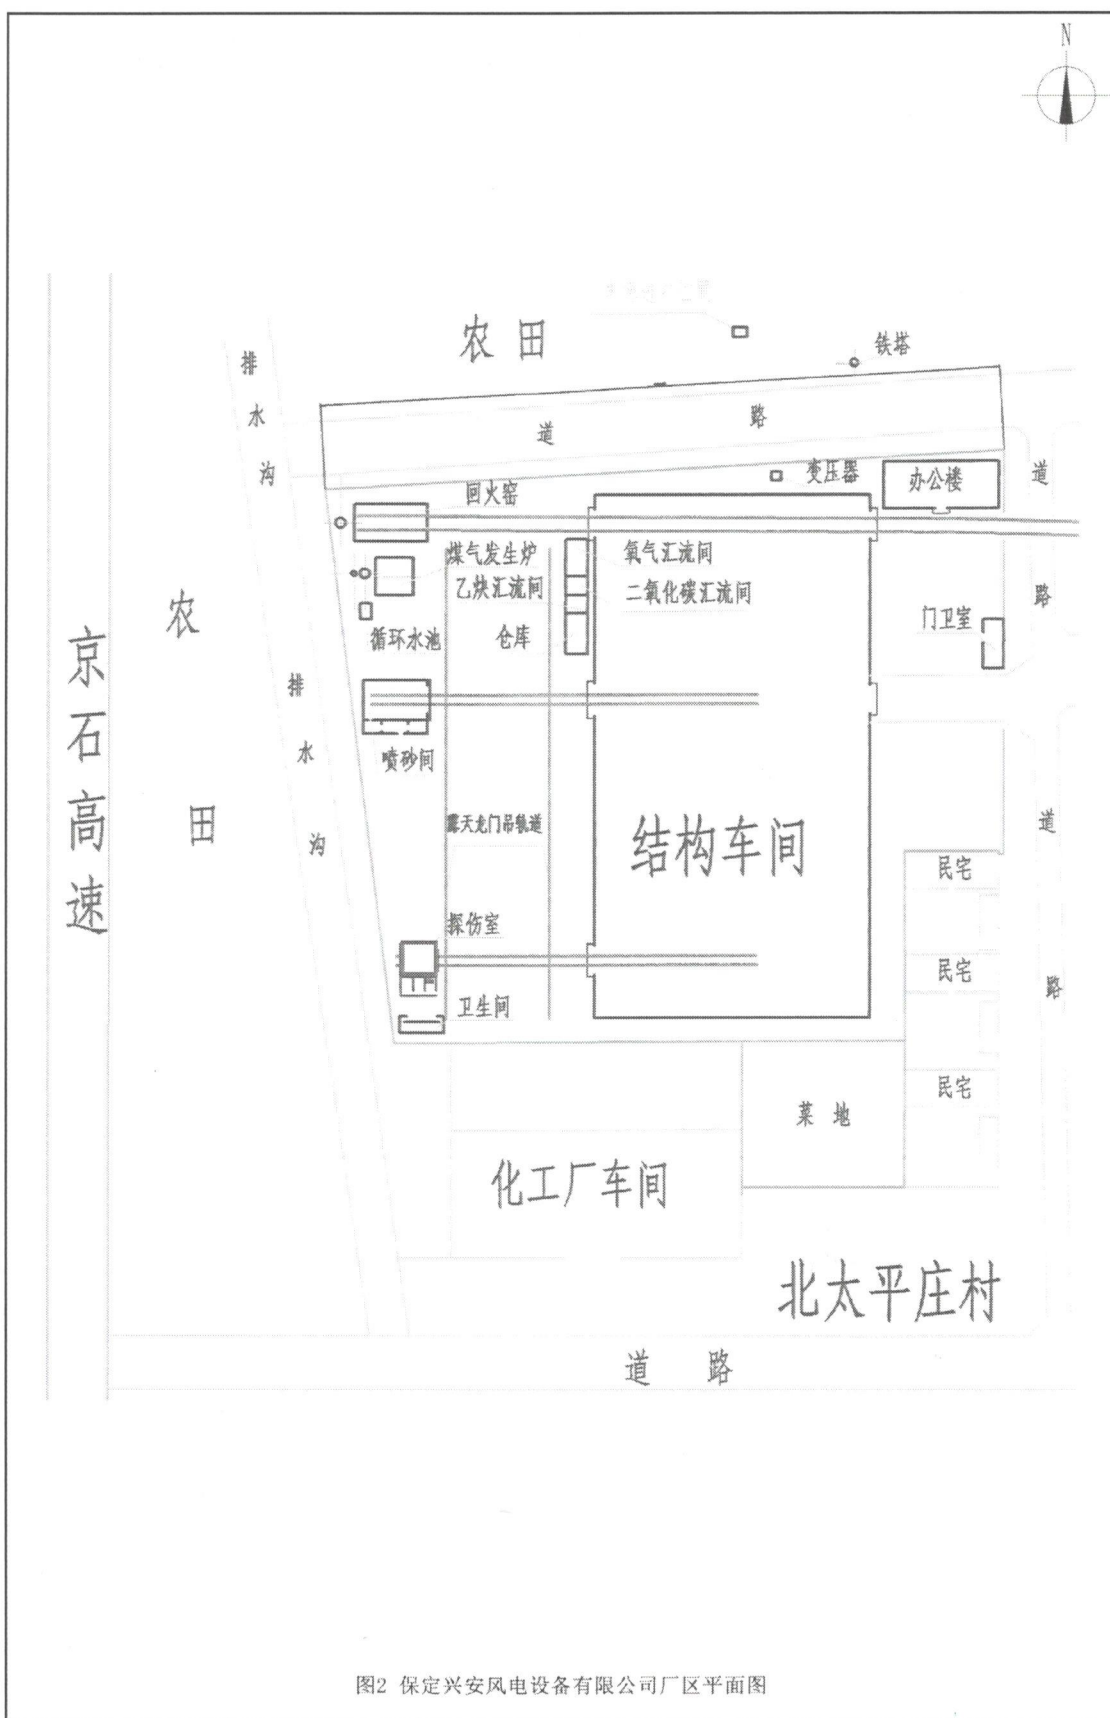 N
农 田
铁塔
排
水
沟
道 路
变压器
办公楼
道
路
回火窑
煤气发生炉
乙炔汇流间
氧气汇流间
二氧化碳汇流间
循环水池
仓库
门卫室
农
田
京
石
高
速
排
水
沟
喷砂间
露天龙门吊轨道
结构车间
道
路
民宅
探伤室
民宅
卫生间
民宅
菜 地
化工厂车间
北太平庄村
道 路
图2 保定兴安风电设备有限公司厂区平面图